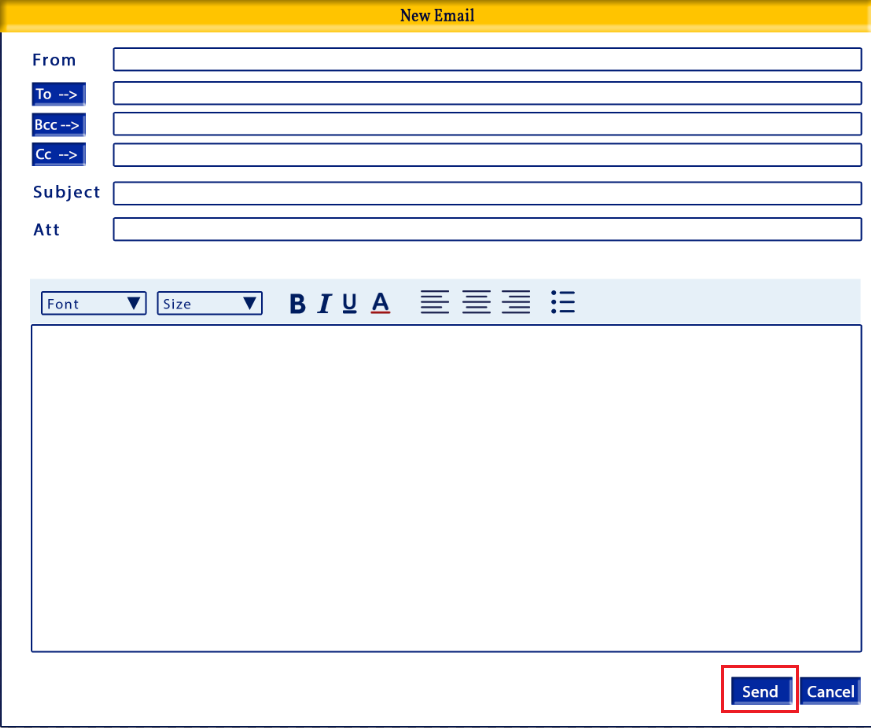 New Email
From
To -->
Bcc -->
Cc -->
Subject
Att
Font Size B I U A
Send Cancel